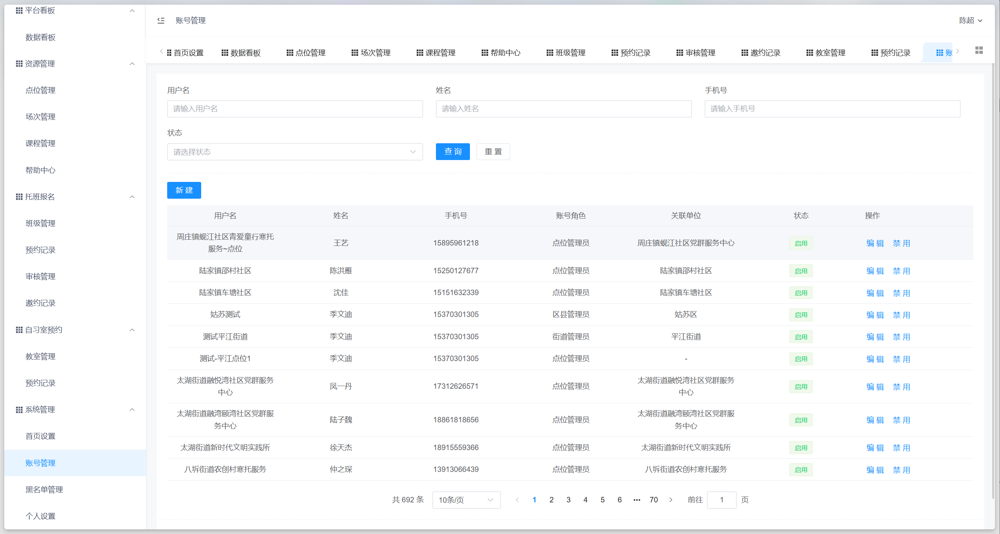 平台看板
数据看板
资源管理
点位管理
场次管理
课程管理
帮助中心
托班报名
班级管理
预约记录
审核管理
邀约记录
自习室预约
教室管理
预约记录
系统管理
首页设置
账号管理
黑名单管理
个人设置
账号管理
陈超
首页设置 数据看板 点位管理 场次管理 课程管理 帮助中心 班级管理 预约记录 审核管理 邀约记录 教室管理 预约记录 账
用户名 姓名 手机号
请输入用户名 请输入姓名 请输入手机号
状态
请选择状态 查 询 重 置
新 建
用户名 姓名 手机号 账号角色 关联单位 状态 操作
周庄镇蚬江社区青爱童行寒托
服务~点位 王艺 15895961218 点位管理员 周庄镇蚬江社区党群服务中心 启用 编 辑 禁 用
陆家镇邵村社区 陈洪雁 15250127677 点位管理员 陆家镇邵村社区 启用 编 辑 禁 用
陆家镇车塘社区 沈佳 15151632339 点位管理员 陆家镇车塘社区 启用 编 辑 禁 用
姑苏测试 季文迪 15370301305 区县管理员 姑苏区 启用 编 辑 禁 用
测试平江街道 季文迪 15370301305 街道管理员 平江街道 启用 编 辑 禁 用
测试-平江点位1 季文迪 15370301305 点位管理员 - 启用 编 辑 禁 用
太湖街道融悦湾社区党群服务
中心 凤一丹 17312626571 点位管理员 太湖街道融悦湾社区党群服务
中心 启用 编 辑 禁 用
太湖街道融湾颐湾社区党群服
务中心 陆子魏 18861818656 点位管理员 太湖街道融湾颐湾社区党群服
务中心 启用 编 辑 禁 用
太湖街道新时代文明实践所 徐天杰 18915559366 点位管理员 太湖街道新时代文明实践所 启用 编 辑 禁 用
八坼街道农创村寒托服务 仲之琛 13913066439 点位管理员 八坼街道农创村寒托服务 启用 编 辑 禁 用
共 692 条 10条/页 1 2 3 4 5 6 ••• 70 前往 1 页